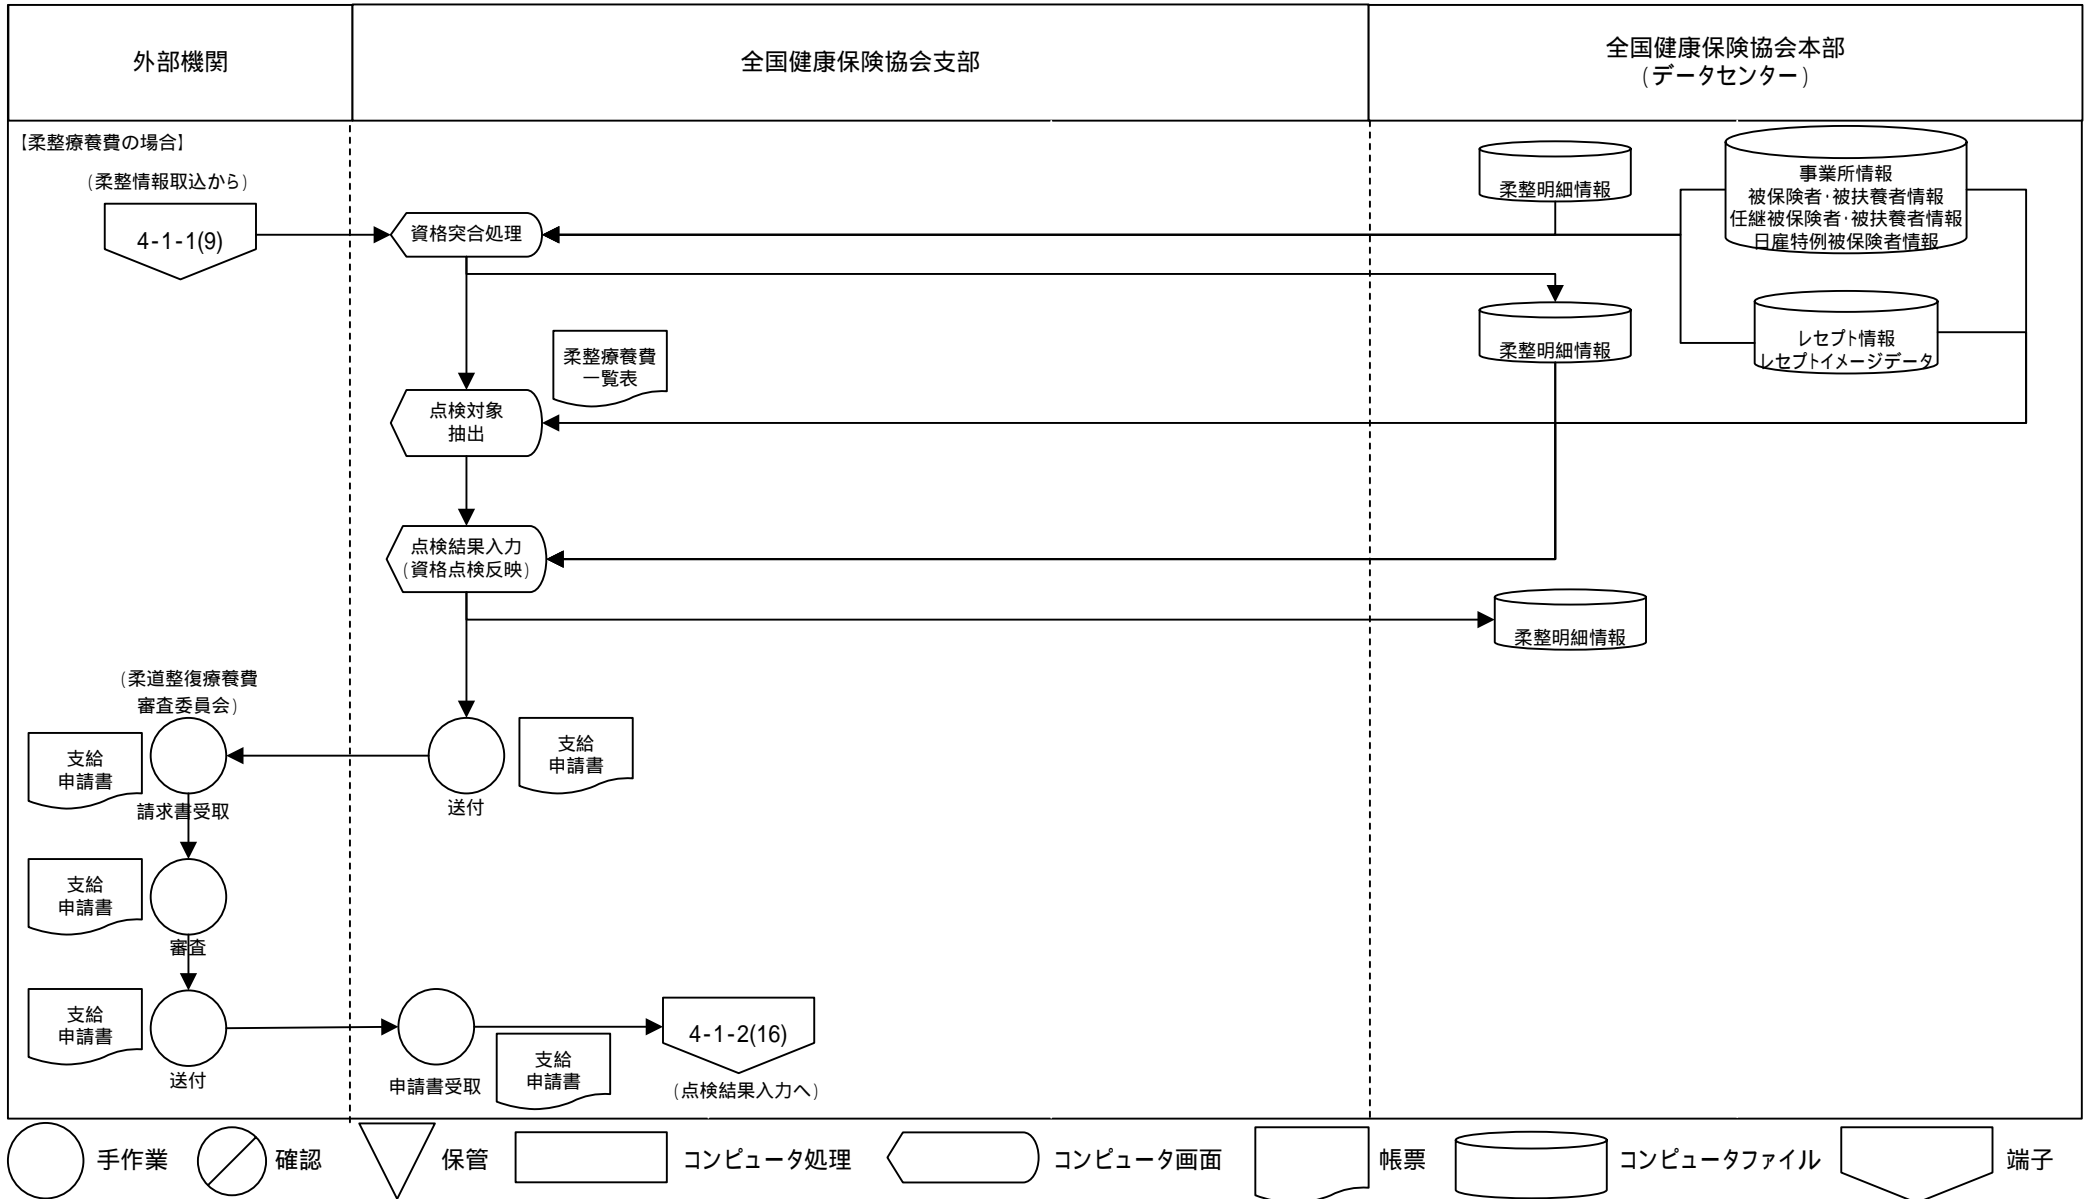 外部機関
全国健康保険協会支部
全国健康保険協会本部
(データセンター)
【柔整療養費の場合】
(柔整情報取込から)
4-1-1(9)
資格突合処理
柔整明細情報
事業所情報
被保険者・被扶養者情報
任継被保険者・被扶養者情報
日雇特例被保険者情報
柔整明細情報
レセプト情報
レセプトイメージデータ
柔整療養費
一覧表
点検対象
抽出
点検結果入力
(資格点検反映)
柔整明細情報
(柔道整復療養費
審査委員会)
支給
申請書
請求書受取
送付
支給
申請書
支給
申請書
審査
支給
申請書
送付
申請書受取
支給
申請書
4-1-2(16)
(点検結果入力へ)
手作業
確認
保管
コンピュータ処理
コンピュータ画面
帳票
コンピュータファイル
端子